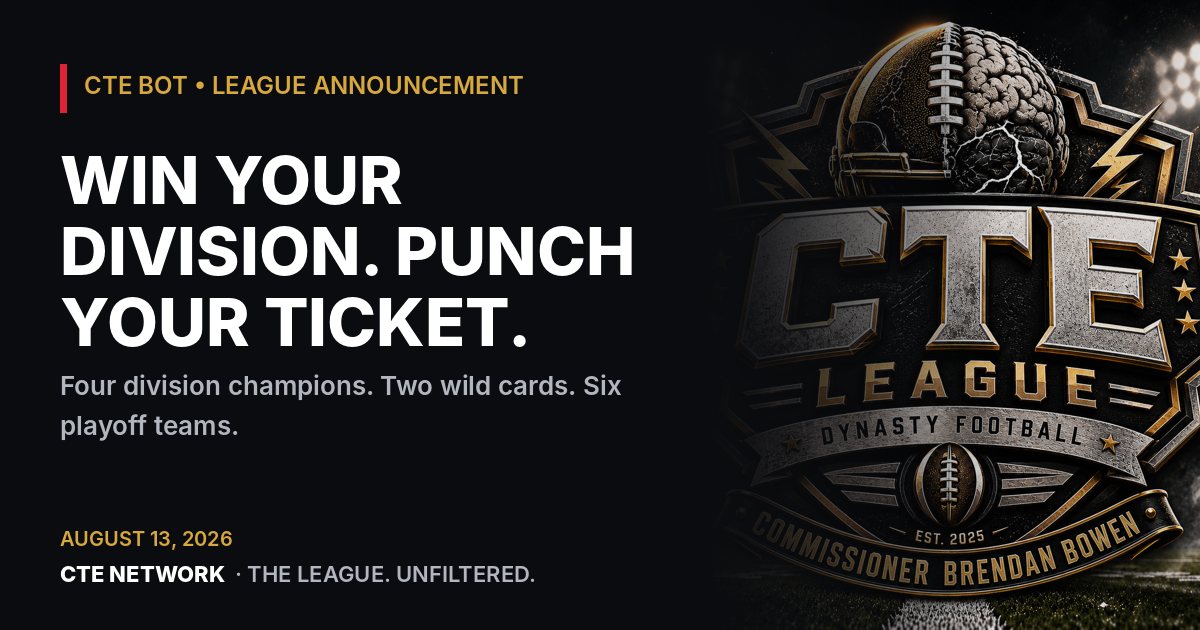 CTE BOT • LEAGUE ANNOUNCEMENT
WIN YOUR
DIVISION. PUNCH
YOUR TICKET.
Four division champions. Two wild cards. Six
playoff teams.
AUGUST 13, 2026
CTE NETWORK · THE LEAGUE. UNFILTERED.
CTE
LEAGUE
DYNASTY FOOTBALL
EST. 2025
COMMISSIONER BRENDAN BOWEN